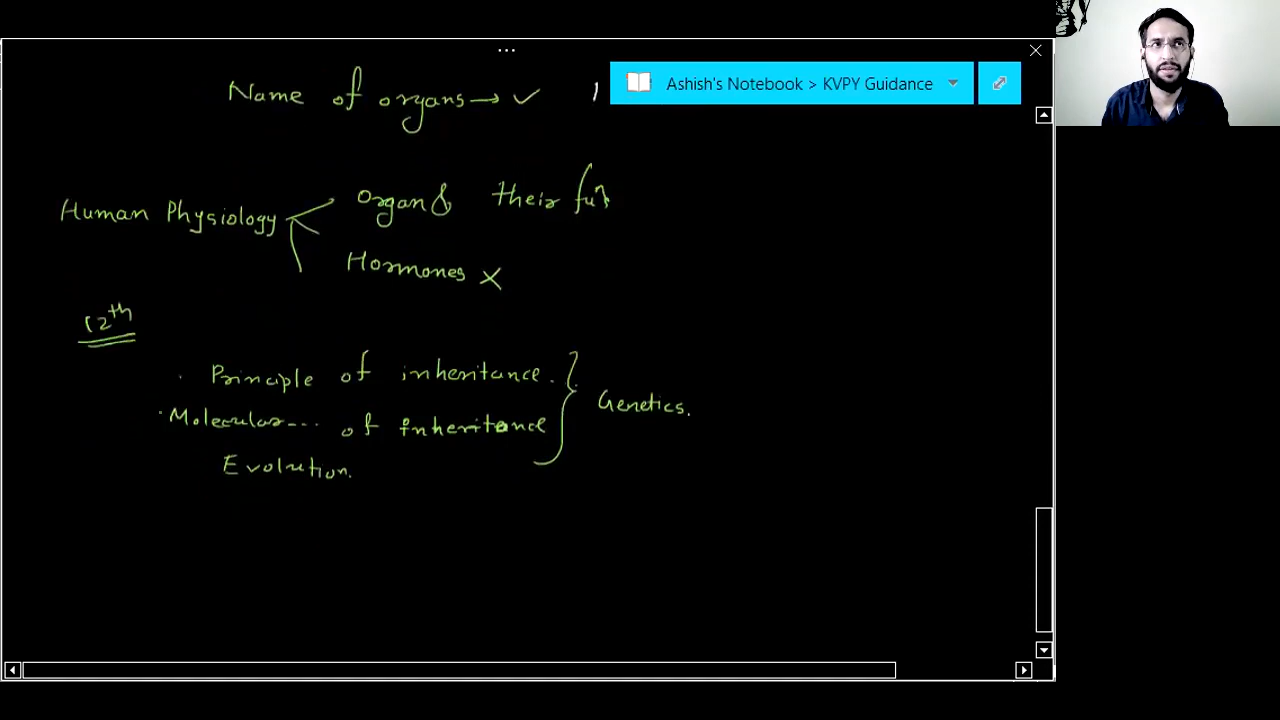 ...
Name of organs → ✓
Ashish's Notebook > KVPY Guidance
Human Physiology
Organ & their fun
Hormones ×
12th
Principle of inheritance.
Molecular--- of inheritance
Genetics.
Evolution.